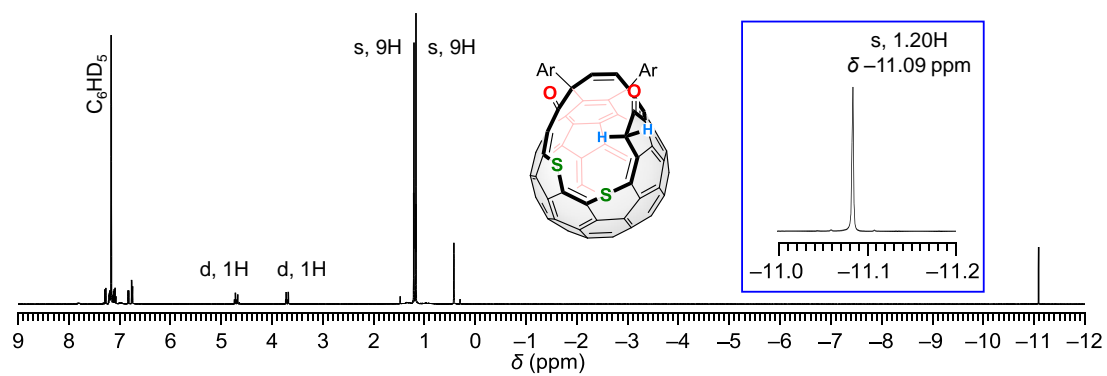 C₆HD₅
s, 9H
s, 9H
d, 1H
d, 1H
Ar
Ar
O
O
H
H
S
S
s, 1.20H
δ –11.09 ppm
–11.0
–11.1
–11.2
9
8
7
6
5
4
3
2
1
0
–1
–2
–3
–4
–5
–6
–7
–8
–9
–10
–11
–12
δ (ppm)